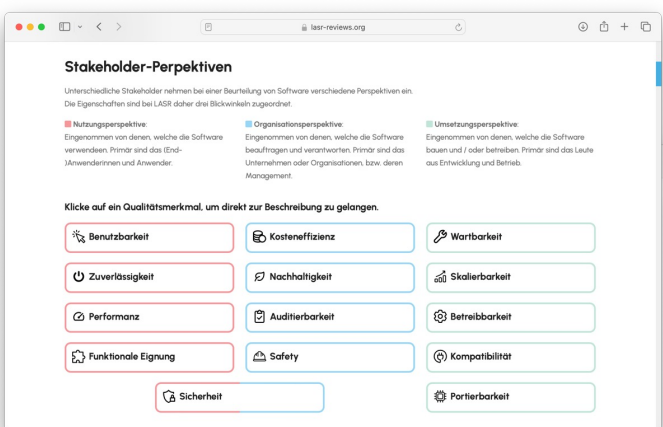 lasr-reviews.org
Stakeholder-Perpektiven
Unterschiedliche Stakeholder nehmen bei einer Beurteilung von Software verschiedene Perspektiven ein.
Die Eigenschaften sind bei LASR daher drei Blickwinkeln zugeordnet.
Nutzungsperspektive:
Eingenommen von denen, welche die Software
verwendeen. Primär sind das (End-
)Anwenderinnen und Anwender.
Organisationsperspektive:
Eingenommen von denen, welche die Software
beauftragen und verantworten. Primär sind das
Unternehmen oder Organisationen, bzw. deren
Management.
Umsetzungsperspektive:
Eingenommen von denen, welche die Software
bauen und / oder betreiben. Primär sind das Leute
aus Entwicklung und Betrieb.
Klicke auf ein Qualitätsmerkmal, um direkt zur Beschreibung zu gelangen.
Benutzbarkeit
Kosteneffizienz
Wartbarkeit
Zuverlässigkeit
Nachhaltigkeit
Skalierbarkeit
Performanz
Auditierbarkeit
Betreibbarkeit
Funktionale Eignung
Safety
Kompatibilität
Sicherheit
Portierbarkeit